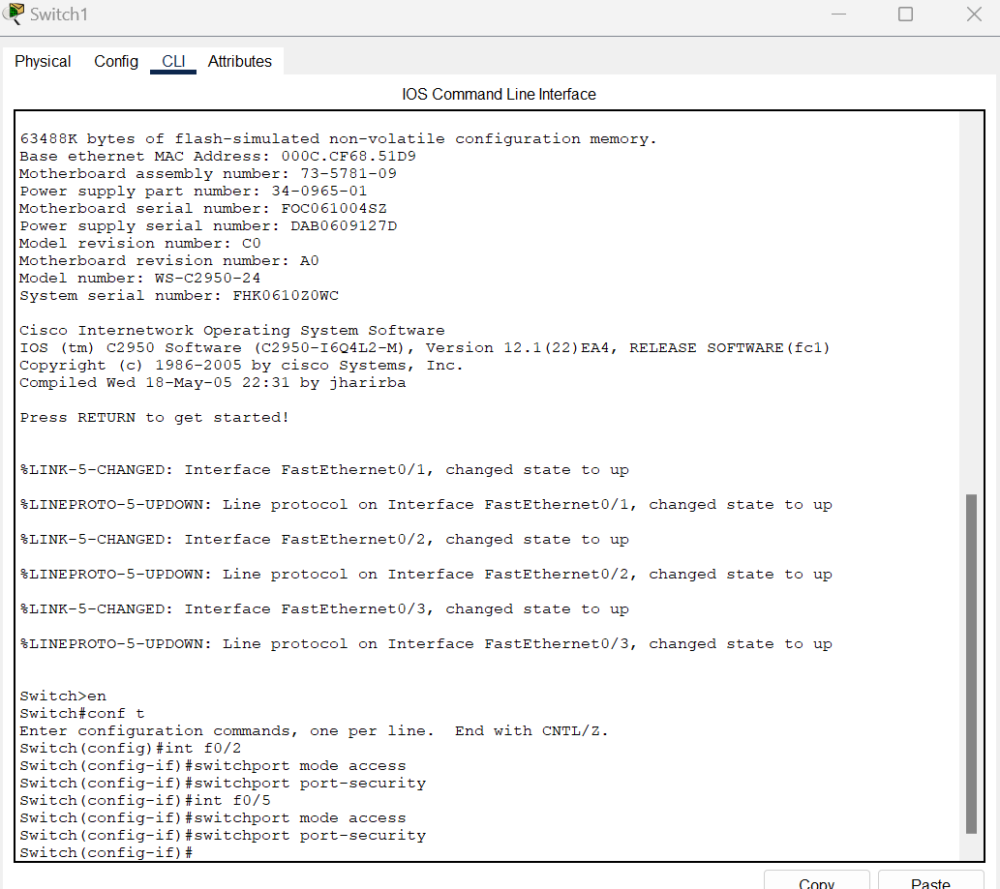 Switch1
Physical Config CLI Attributes
IOS Command Line Interface
63488K bytes of flash-simulated non-volatile configuration memory.
Base ethernet MAC Address: 000C.CF68.51D9
Motherboard assembly number: 73-5781-09
Power supply part number: 34-0965-01
Motherboard serial number: FOC061004SZ
Power supply serial number: DAB0609127D
Model revision number: C0
Motherboard revision number: A0
Model number: WS-C2950-24
System serial number: FHK0610Z0WC
Cisco Internetwork Operating System Software
IOS (tm) C2950 Software (C2950-I6Q4L2-M), Version 12.1(22)EA4, RELEASE SOFTWARE(fc1)
Copyright (c) 1986-2005 by cisco Systems, Inc.
Compiled Wed 18-May-05 22:31 by jharirba
Press RETURN to get started!
%LINK-5-CHANGED: Interface FastEthernet0/1, changed state to up
%LINEPROTO-5-UPDOWN: Line protocol on Interface FastEthernet0/1, changed state to up
%LINK-5-CHANGED: Interface FastEthernet0/2, changed state to up
%LINEPROTO-5-UPDOWN: Line protocol on Interface FastEthernet0/2, changed state to up
%LINK-5-CHANGED: Interface FastEthernet0/3, changed state to up
%LINEPROTO-5-UPDOWN: Line protocol on Interface FastEthernet0/3, changed state to up
Switch>en
Switch#conf t
Enter configuration commands, one per line.  End with CNTL/Z.
Switch(config)#int f0/2
Switch(config-if)#switchport mode access
Switch(config-if)#switchport port-security
Switch(config-if)#int f0/5
Switch(config-if)#switchport mode access
Switch(config-if)#switchport port-security
Switch(config-if)#
Copy Paste